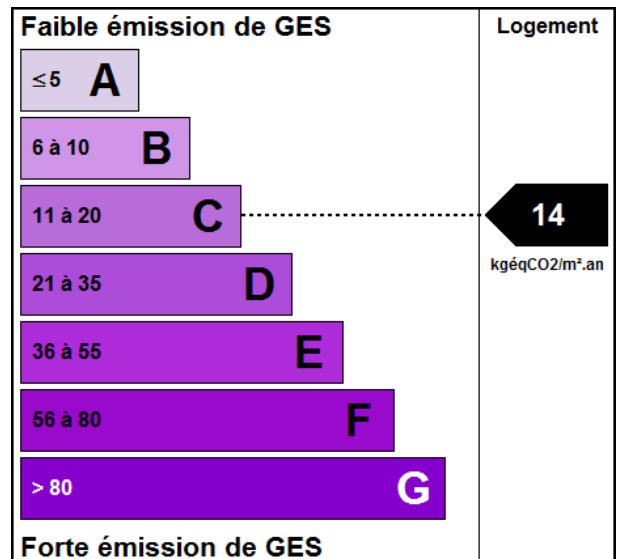 Faible émission de GES
Logement
≤ 5 A
6 à 10 B
11 à 20 C
14
kgéqCO2/m².an
21 à 35 D
36 à 55 E
56 à 80 F
> 80 G
Forte émission de GES